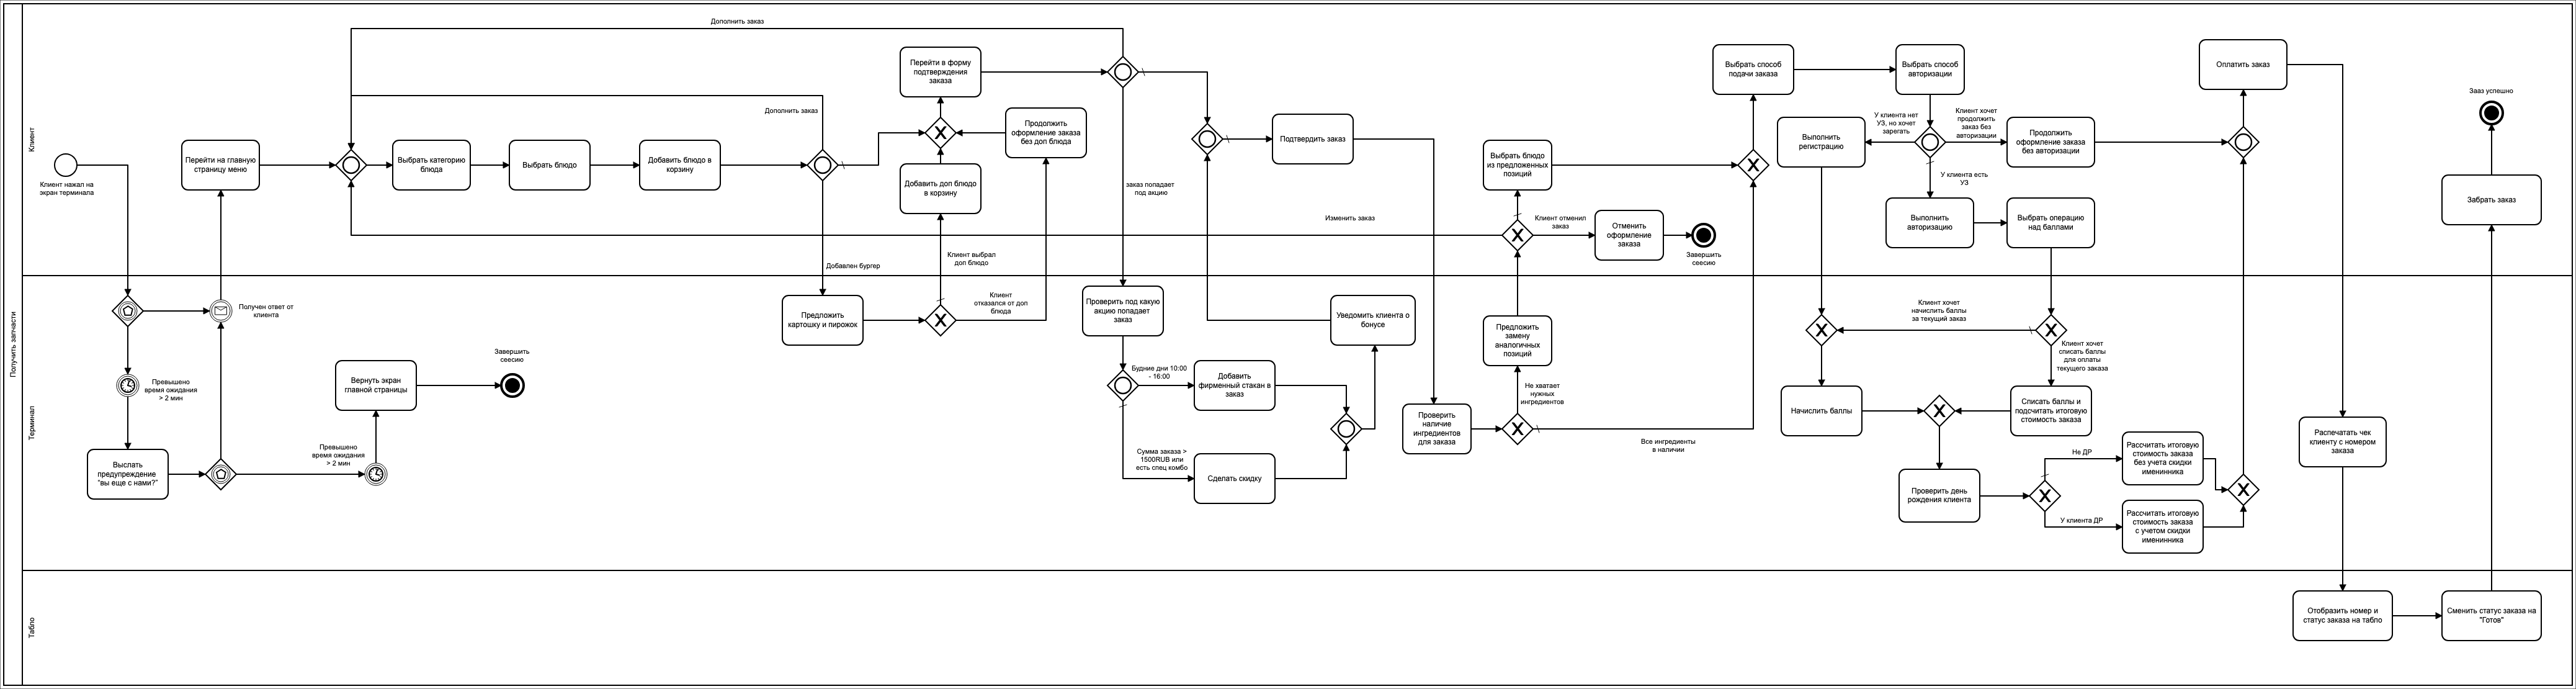 Получить запчасти
Клиент
Клиент нажал на
экран терминала
Перейти на главную
страницу меню
Дополнить заказ
Выбрать категорию
блюда
Выбрать блюдо
Добавить блюдо в
корзину
Дополнить заказ
Добавлен бургер
Перейти в форму
подтверждения
заказа
Продолжить
оформление заказа
без доп блюда
Добавить доп блюдо
в корзину
Клиент выбрал
доп блюдо
заказ попадает
под акцию
Подтвердить заказ
Изменить заказ
Выбрать блюдо
из предложенных
позиций
Клиент отменил
заказ
Отменить
оформление
заказа
Завершить
сеесию
Выбрать способ
подачи заказа
Выбрать способ
авторизации
У клиента нет
УЗ, но хочет
зарегать
Клиент хочет
продолжить
заказ без
авторизации
Выполнить
регистрацию
Продолжить
оформление заказа
без авторизации
У клиента есть
УЗ
Выполнить
авторизацию
Выбрать операцию
над баллами
Оплатить заказ
Зааз успешно
Забрать заказ
Терминал
Получен ответ от
клиента
Превышено
время ожидания
> 2 мин
Выслать
предупреждение
"вы еще с нами?"
Превышено
время ожидания
> 2 мин
Вернуть экран
главной страницы
Завершить
сеесию
Предложить
картошку и пирожок
Клиент
отказался от доп
блюда
Проверить под какую
акцию попадает
заказ
Будние дни 10:00
- 16:00
Добавить
фирменный стакан в
заказ
Сумма заказа >
1500RUB или
есть спец комбо
Сделать скидку
Уведомить клиента о
бонусе
Проверить
наличие
ингредиентов
для заказа
Предложить
замену
аналогичных
позиций
Не хватает
нужных
ингредиентов
Все ингредиенты
в наличии
Клиент хочет
начислить баллы
за текущий заказ
Клиент хочет
списать баллы
для оплаты
текущего заказа
Начислить баллы
Списать баллы и
подсчитать итоговую
стоимость заказа
Проверить день
рождения клиента
Не ДР
У клиента ДР
Рассчитать итоговую
стоимость заказа
без учета скидки
именинника
Рассчитать итоговую
стоимость заказа
с учетом скидки
именинника
Распечатать чек
клиенту с номером
заказа
Табло
Отобразить номер и
статус заказа на табло
Сменить статус заказа на
"Готов"